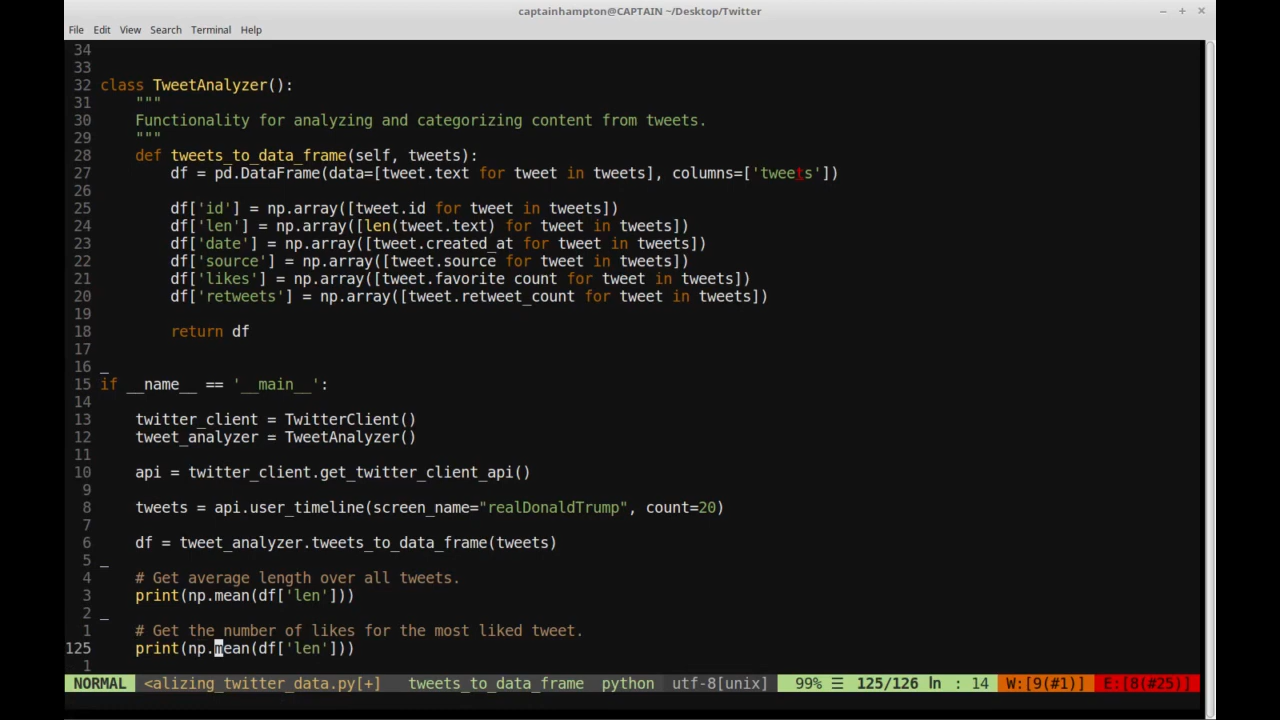 captainhampton@CAPTAIN ~/Desktop/Twitter
File Edit View Search Terminal Help
34
33
32 class TweetAnalyzer():
31     """
30     Functionality for analyzing and categorizing content from tweets.
29     """
28     def tweets_to_data_frame(self, tweets):
27         df = pd.DataFrame(data=[tweet.text for tweet in tweets], columns=['tweets'])
26
25         df['id'] = np.array([tweet.id for tweet in tweets])
24         df['len'] = np.array([len(tweet.text) for tweet in tweets])
23         df['date'] = np.array([tweet.created_at for tweet in tweets])
22         df['source'] = np.array([tweet.source for tweet in tweets])
21         df['likes'] = np.array([tweet.favorite count for tweet in tweets])
20         df['retweets'] = np.array([tweet.retweet_count for tweet in tweets])
19
18         return df
17
16 _
15 if __name__ == '__main__':
14
13     twitter_client = TwitterClient()
12     tweet_analyzer = TweetAnalyzer()
11
10     api = twitter_client.get_twitter_client_api()
9
8     tweets = api.user_timeline(screen_name="realDonaldTrump", count=20)
7
6     df = tweet_analyzer.tweets_to_data_frame(tweets)
5 _
4     # Get average length over all tweets.
3     print(np.mean(df['len']))
2 _
1     # Get the number of likes for the most liked tweet.
125     print(np.mean(df['len']))
1
NORMAL <alizing_twitter_data.py[+] tweets_to_data_frame python utf-8[unix] 99% ☰ 125/126 ln : 14 W:[9(#1)] E:[8(#25)]